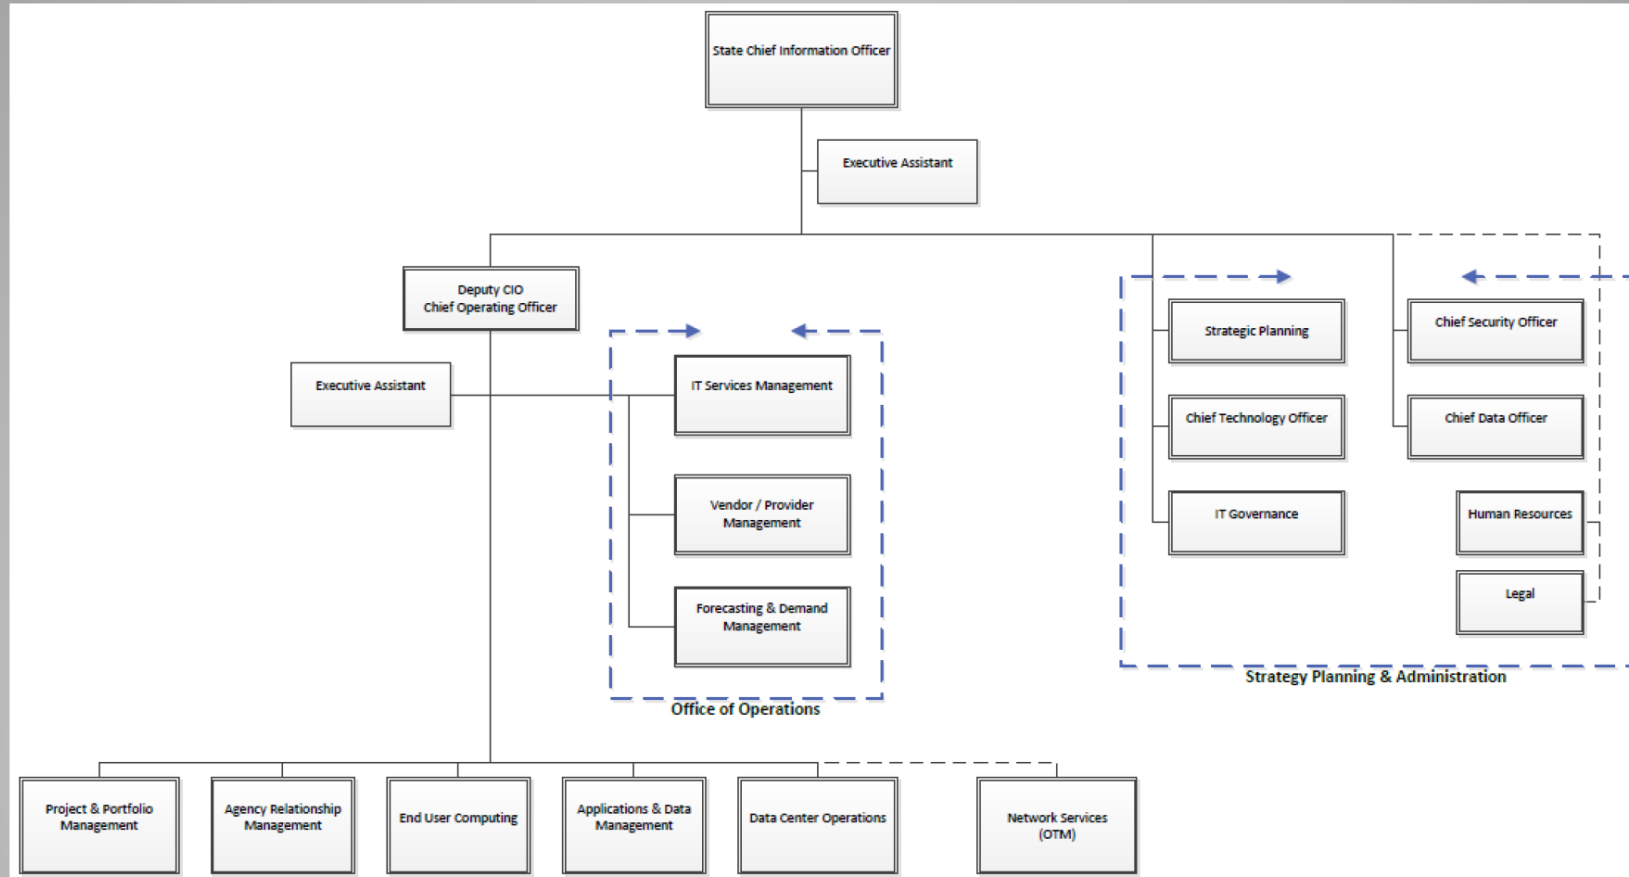 State Chief Information Officer
Executive Assistant
Deputy CIO
Chief Operating Officer
Executive Assistant
IT Services Management
Vendor / Provider
Management
Forecasting & Demand
Management
Office of Operations
Strategic Planning
Chief Security Officer
Chief Technology Officer
Chief Data Officer
IT Governance
Human Resources
Legal
Strategy Planning & Administration
Project & Portfolio
Management
Agency Relationship
Management
End User Computing
Applications & Data
Management
Data Center Operations
Network Services
(OTM)